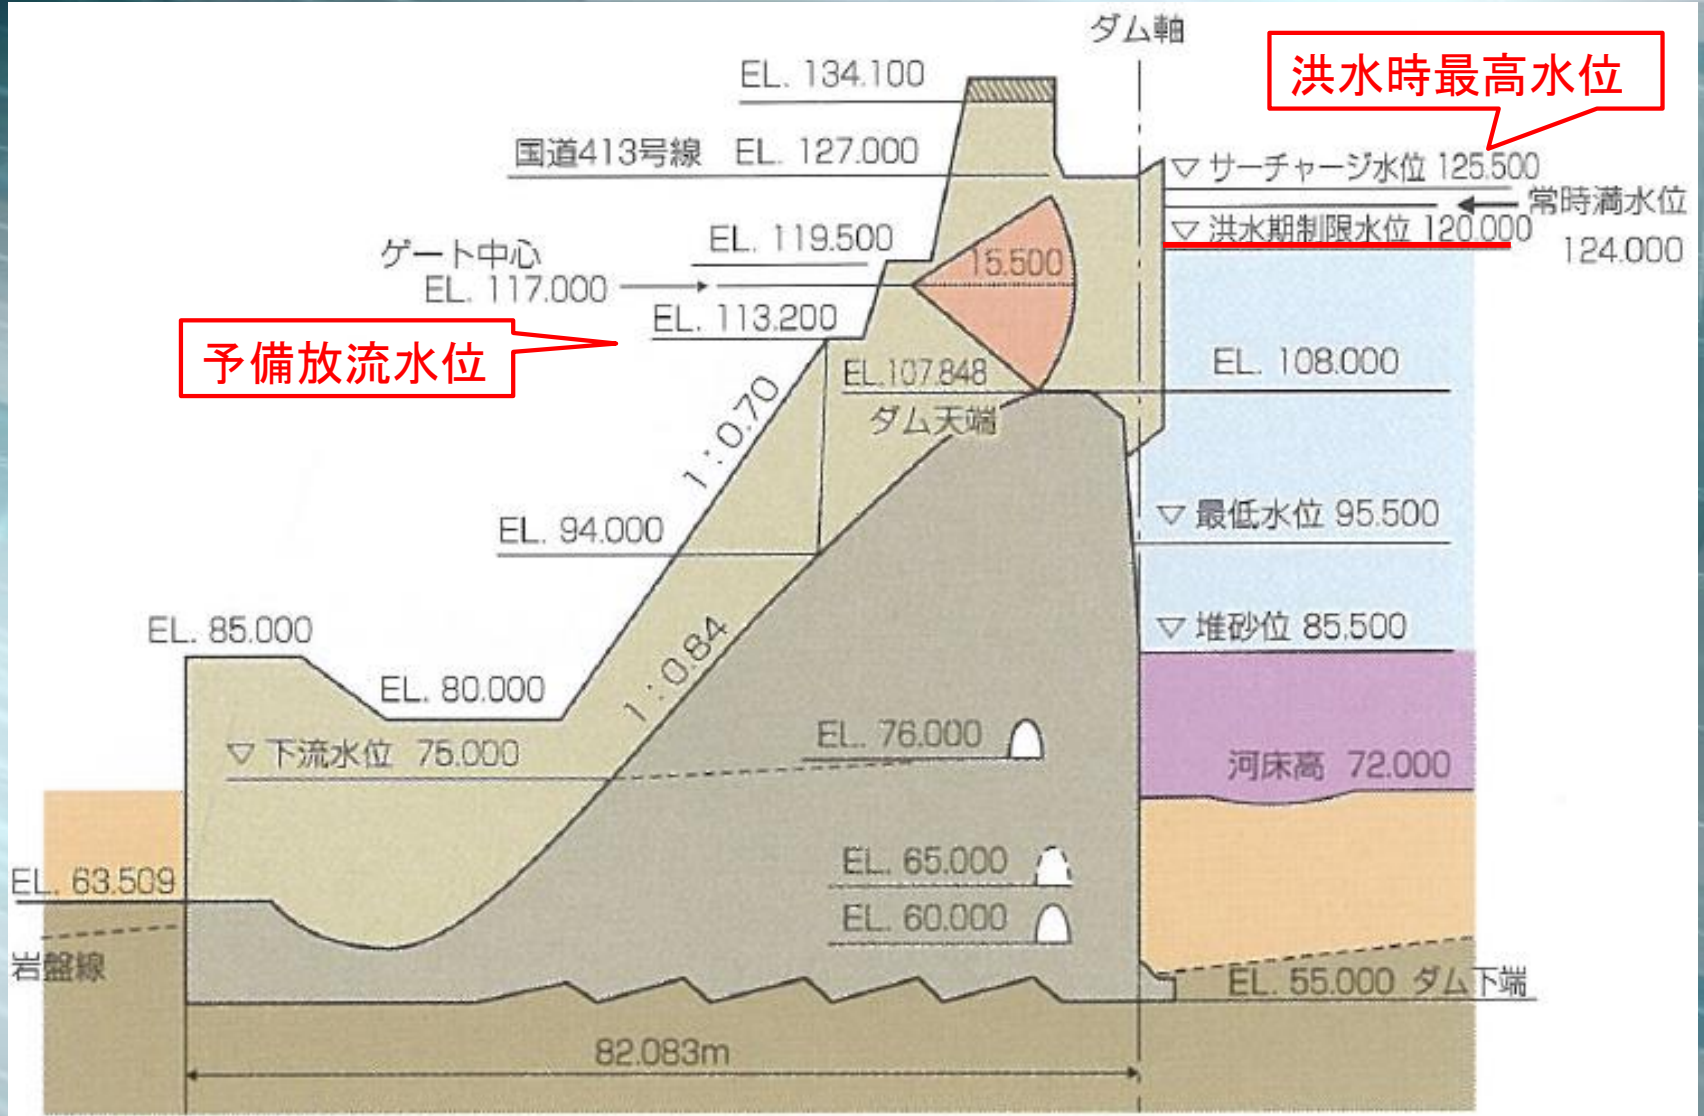 ダム軸
洪水時最高水位
EL. 134.100
国道413号線 EL. 127.000
▽ サーチャージ水位 125.500
常時満水位
124.000
▽ 洪水期制限水位 120.000
EL. 119.500
ゲート中心
EL. 117.000
15.500
EL. 113.200
予備放流水位
EL.107.848
ダム天端
EL. 108.000
1:0.70
EL. 94.000
▽ 最低水位 95.500
1:0.84
▽ 堆砂位 85.500
EL. 85.000
EL. 80.000
▽ 下流水位 75.000
EL. 76.000
河床高 72.000
EL. 65.000
EL. 63.509
EL. 60.000
岩盤線
EL. 55.000 ダム下端
82.083m